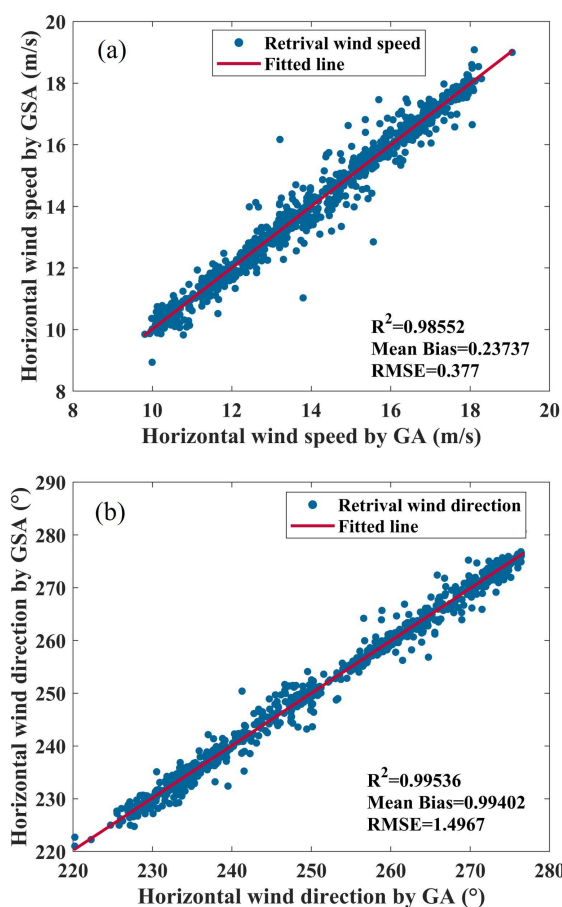 (a)
Retrival wind speed
Fitted line
Horizontal wind speed by GSA (m/s)
20
18
16
14
12
10
8
R²=0.98552
Mean Bias=0.23737
RMSE=0.377
8 10 12 14 16 18 20
Horizontal wind speed by GA (m/s)
(b)
Retrival wind direction
Fitted line
Horizontal wind direction by GSA (°)
290
280
270
260
250
240
230
220
R²=0.99536
Mean Bias=0.99402
RMSE=1.4967
220 230 240 250 260 270 280
Horizontal wind direction by GA (°)